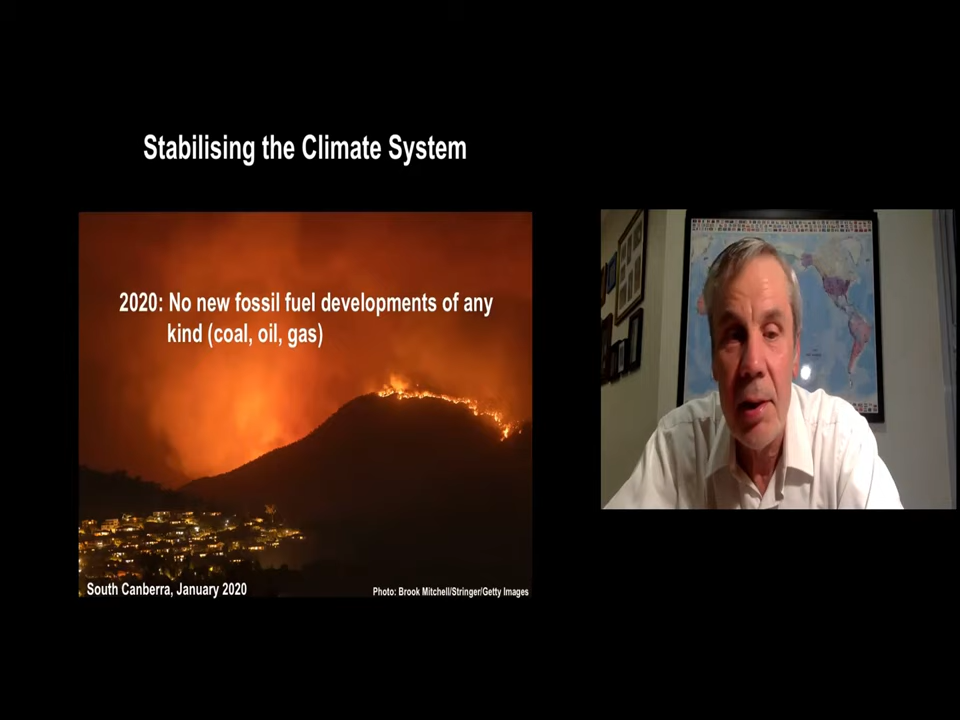 Stabilising the Climate System
2020: No new fossil fuel developments of any
kind (coal, oil, gas)
South Canberra, January 2020
Photo: Brook Mitchell/Stringer/Getty Images